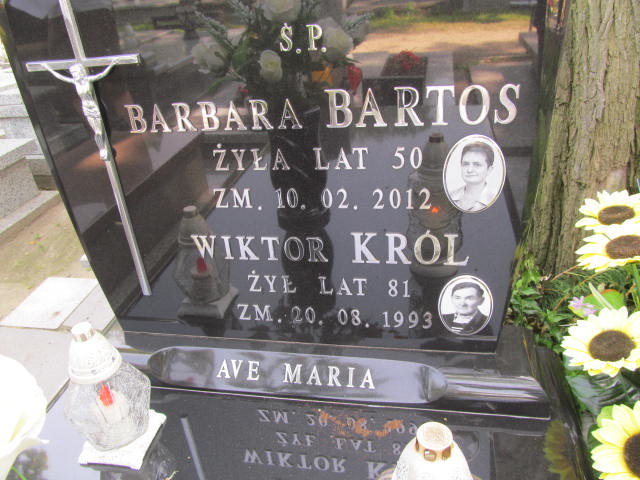 Ś.P.
BARBARA BARTOS
ŻYŁA LAT 50
ZM. 10. 02. 2012
WIKTOR KRÓL
ŻYŁ LAT 81
ZM. 20. 08. 1993
AVE MARIA